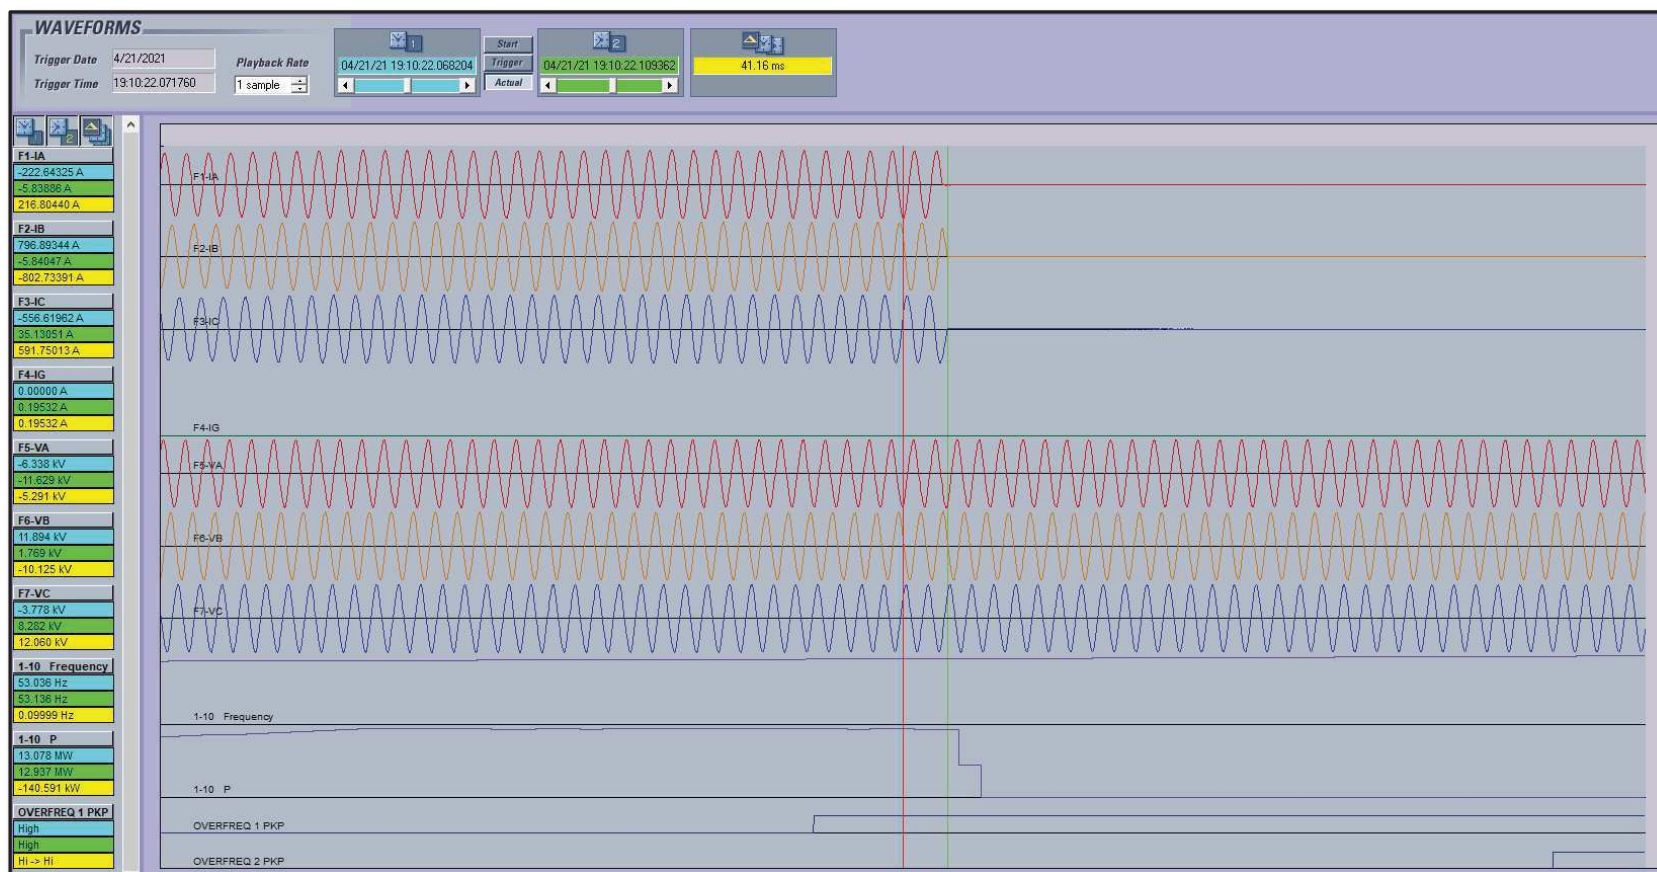 WAVEFORMS
Trigger Date 4/21/2021
Trigger Time 19:10:22.071760
Playback Rate
1 sample
1
04/21/21 19:10:22.068204
Start
Trigger
Actual
2
04/21/21 19:10:22.109362
41.16 ms
1
2
F1-IA
-222.64325 A
-5.83886 A
216.80440 A
F1-IA
F2-IB
796.89344 A
-5.84047 A
-802.73391 A
F2-IB
F3-IC
-556.61962 A
35.13051 A
591.75013 A
F3-IC
F4-IG
0.00000 A
0.19532 A
0.19532 A
F4-IG
F5-VA
-6.338 kV
-11.629 kV
-5.291 kV
F5-VA
F6-VB
11.894 kV
1.769 kV
-10.125 kV
F6-VB
F7-VC
-3.778 kV
8.282 kV
12.060 kV
F7-VC
1-10 Frequency
53.036 Hz
53.136 Hz
0.09999 Hz
1-10 Frequency
1-10 P
13.078 MW
12.937 MW
-140.591 kW
1-10 P
OVERFREQ 1 PKP
High
High
Hi -> Hi
OVERFREQ 1 PKP
OVERFREQ 2 PKP